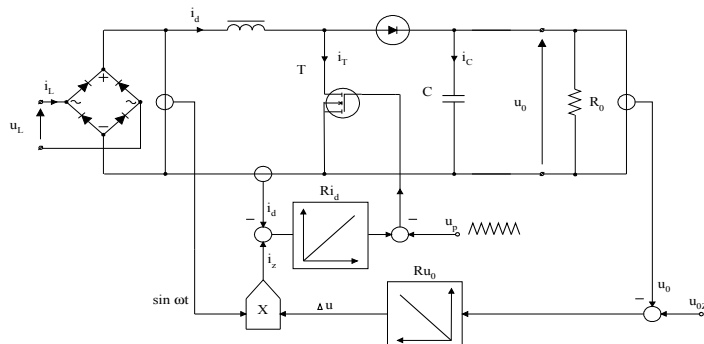 i_d
T
i_T
i_C
C
u_0
R_0
i_L
u_L
+
~
~
−
i_d
−
Ri_d
−
u_p
i_z
sin ωt
X
Δu
Ru_0
u_0
−
u_0z